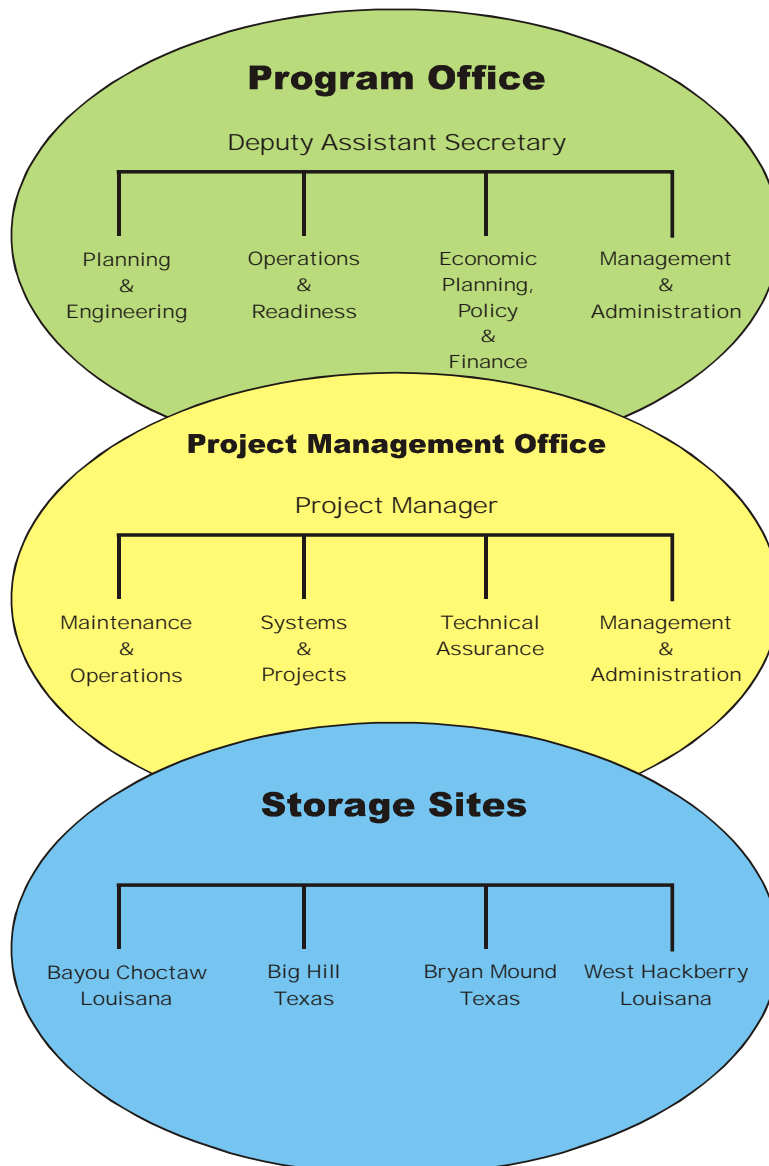 Program Office
Deputy Assistant Secretary
Planning
&
Engineering
Operations
&
Readiness
Economic
Planning,
Policy
&
Finance
Management
&
Administration
Project Management Office
Project Manager
Maintenance
&
Operations
Systems
&
Projects
Technical
Assurance
Management
&
Administration
Storage Sites
Bayou Choctaw
Louisana
Big Hill
Texas
Bryan Mound
Texas
West Hackberry
Louisana